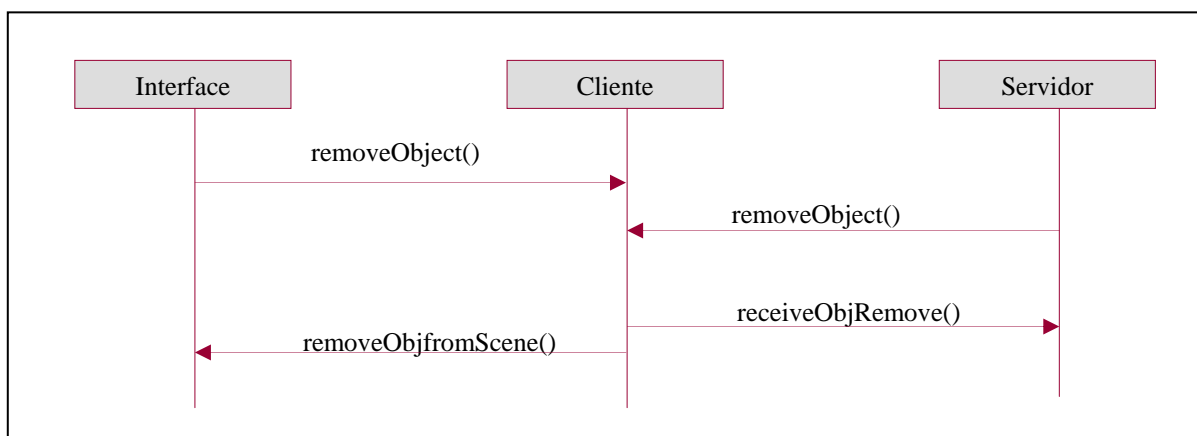 Interface
Cliente
Servidor
removeObject()
removeObject()
receiveObjRemove()
removeObjfromScene()